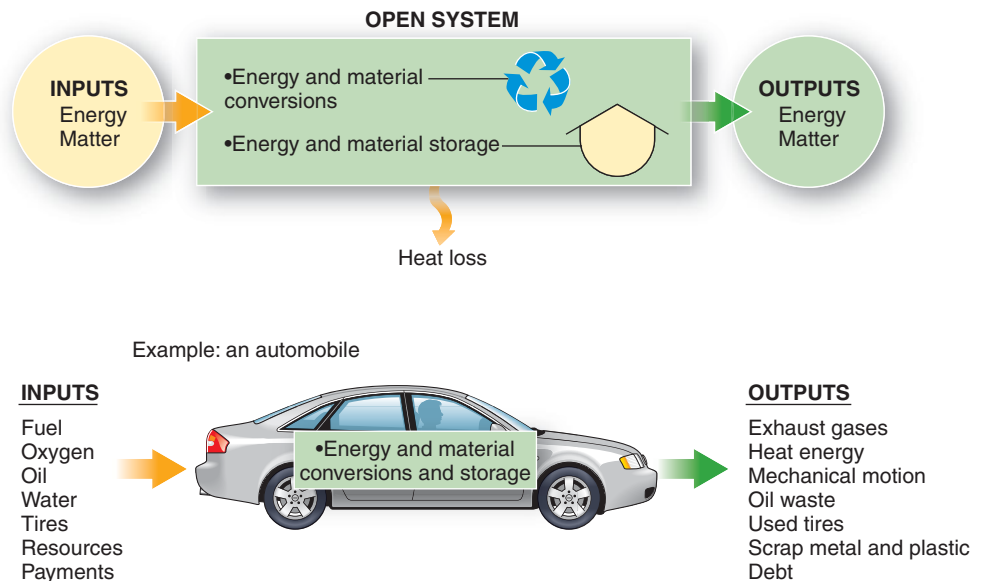 OPEN SYSTEM
INPUTS
Energy
Matter
•Energy and material
conversions
•Energy and material storage
OUTPUTS
Energy
Matter
Heat loss
Example: an automobile
INPUTS
Fuel
Oxygen
Oil
Water
Tires
Resources
Payments
•Energy and material
conversions and storage
OUTPUTS
Exhaust gases
Heat energy
Mechanical motion
Oil waste
Used tires
Scrap metal and plastic
Debt